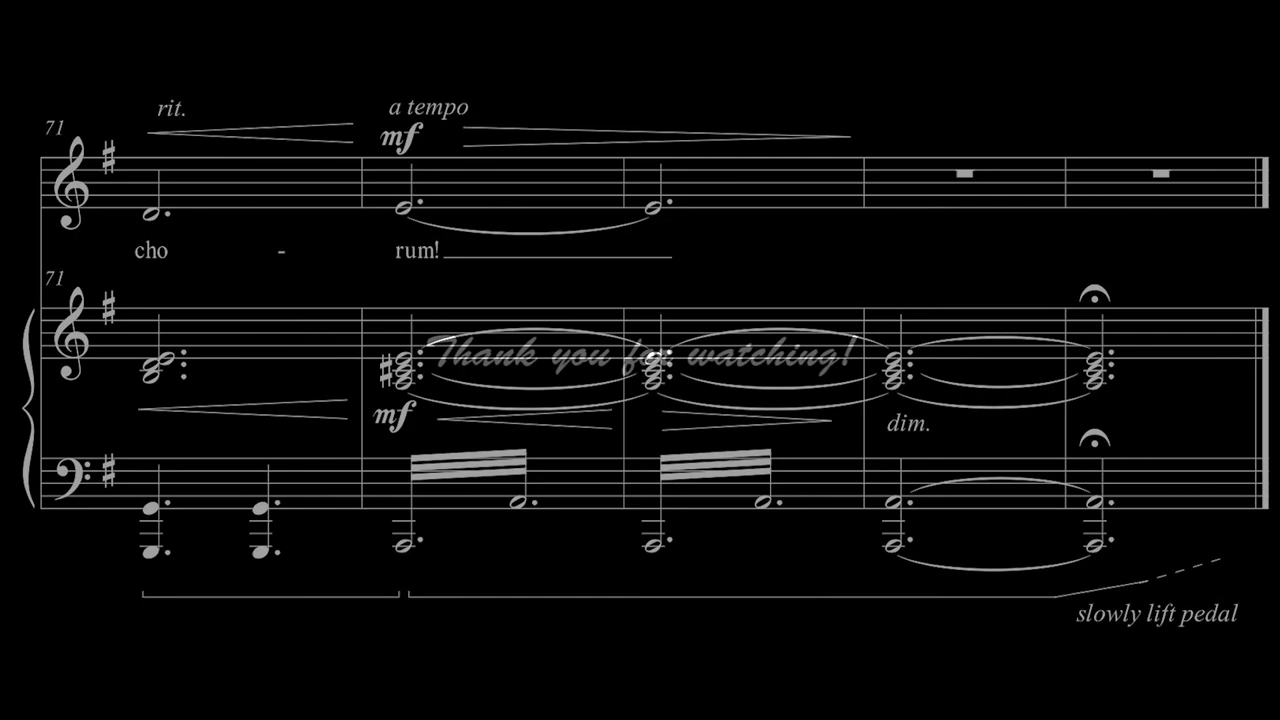 rit.
a tempo
71
mf
cho - rum!
71
Thank you for watching!
mf
dim.
slowly lift pedal